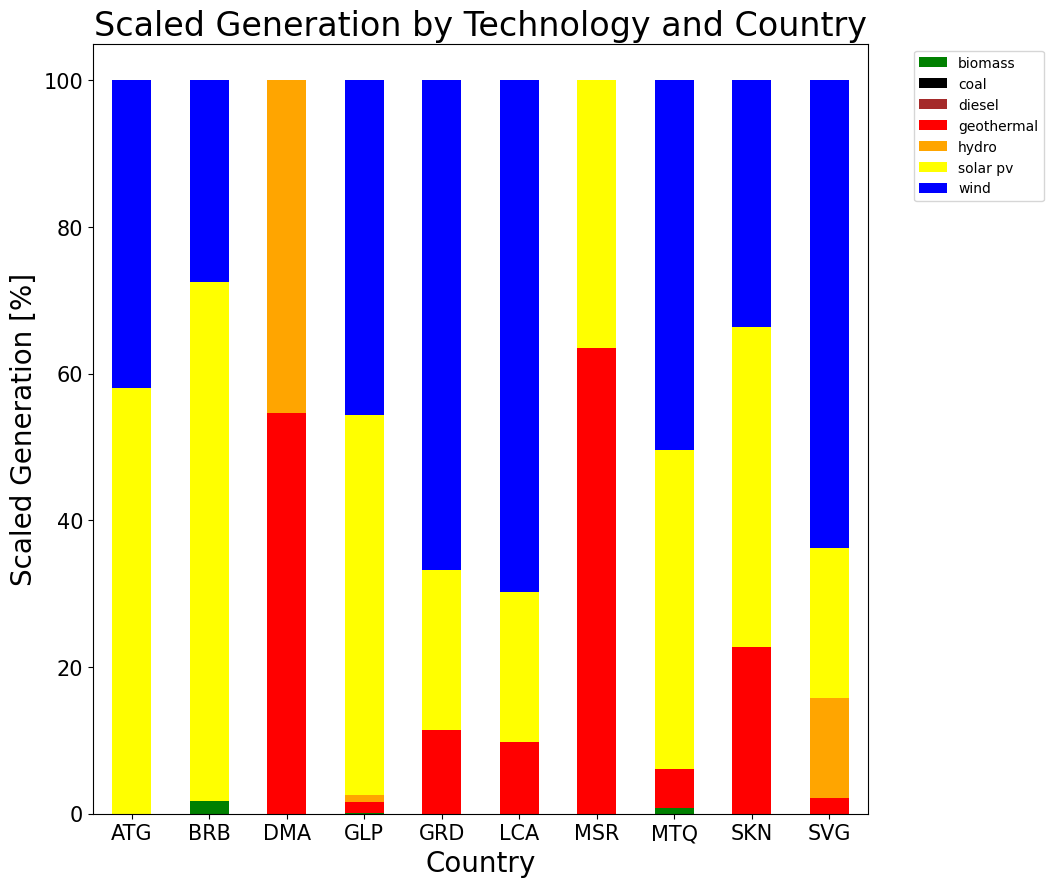 Scaled Generation by Technology and Country
Scaled Generation [%]
100
80
60
40
20
0
ATG BRB DMA GLP GRD LCA MSR MTQ SKN SVG
Country
biomass
coal
diesel
geothermal
hydro
solar pv
wind